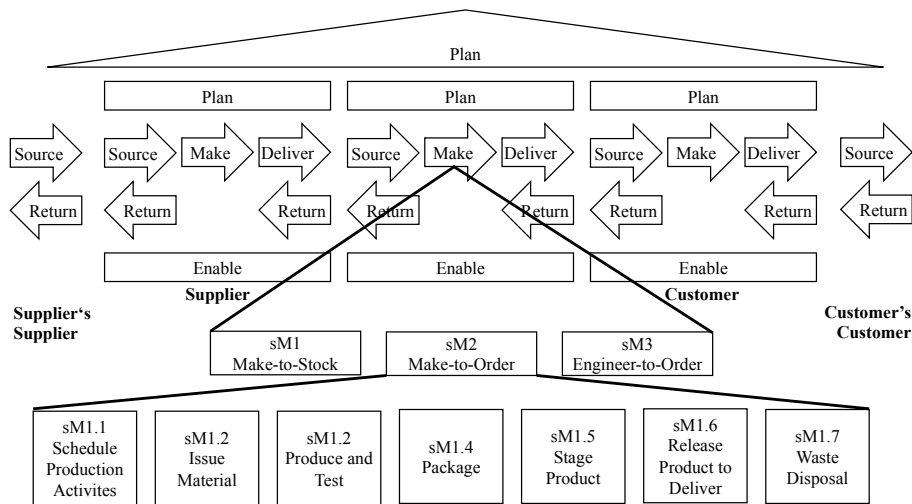 Plan
Plan Plan Plan
Source Source Make Deliver Source Make Deliver Source Make Deliver Source
Return Return Return Return Return Return Return Return
Enable Enable Enable
Supplier Customer
Supplier‘s
Supplier
Customer’s
Customer
sM1
Make-to-Stock
sM2
Make-to-Order
sM3
Engineer-to-Order
sM1.1
Schedule
Production
Activites
sM1.2
Issue
Material
sM1.2
Produce and
Test
sM1.4
Package
sM1.5
Stage
Product
sM1.6
Release
Product to
Deliver
sM1.7
Waste
Disposal